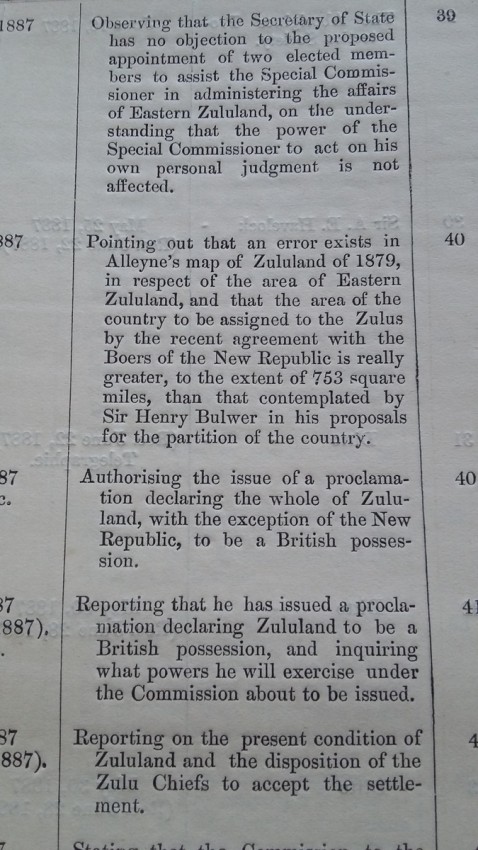 1887 Observing that the Secretary of State 39
has no objection to the proposed
appointment of two elected mem-
bers to assist the Special Commis-
sioner in administering the affairs
of Eastern Zululand, on the under-
standing that the power of the
Special Commissioner to act on his
own personal judgment is not
affected.
887 Pointing out that an error exists in 40
Alleyne's map of Zululand of 1879,
in respect of the area of Eastern
Zululand, and that the area of the
country to be assigned to the Zulus
by the recent agreement with the
Boers of the New Republic is really
greater, to the extent of 753 square
miles, than that contemplated by
Sir Henry Bulwer in his proposals
for the partition of the country.
87 Authorising the issue of a proclama- 40
c. tion declaring the whole of Zulu-
land, with the exception of the New
Republic, to be a British posses-
sion.
87 Reporting that he has issued a procla- 41
887). mation declaring Zululand to be a
. British possession, and inquiring
what powers he will exercise under
the Commission about to be issued.
87 Reporting on the present condition of 4
887). Zululand and the disposition of the
Zulu Chiefs to accept the settle-
ment.